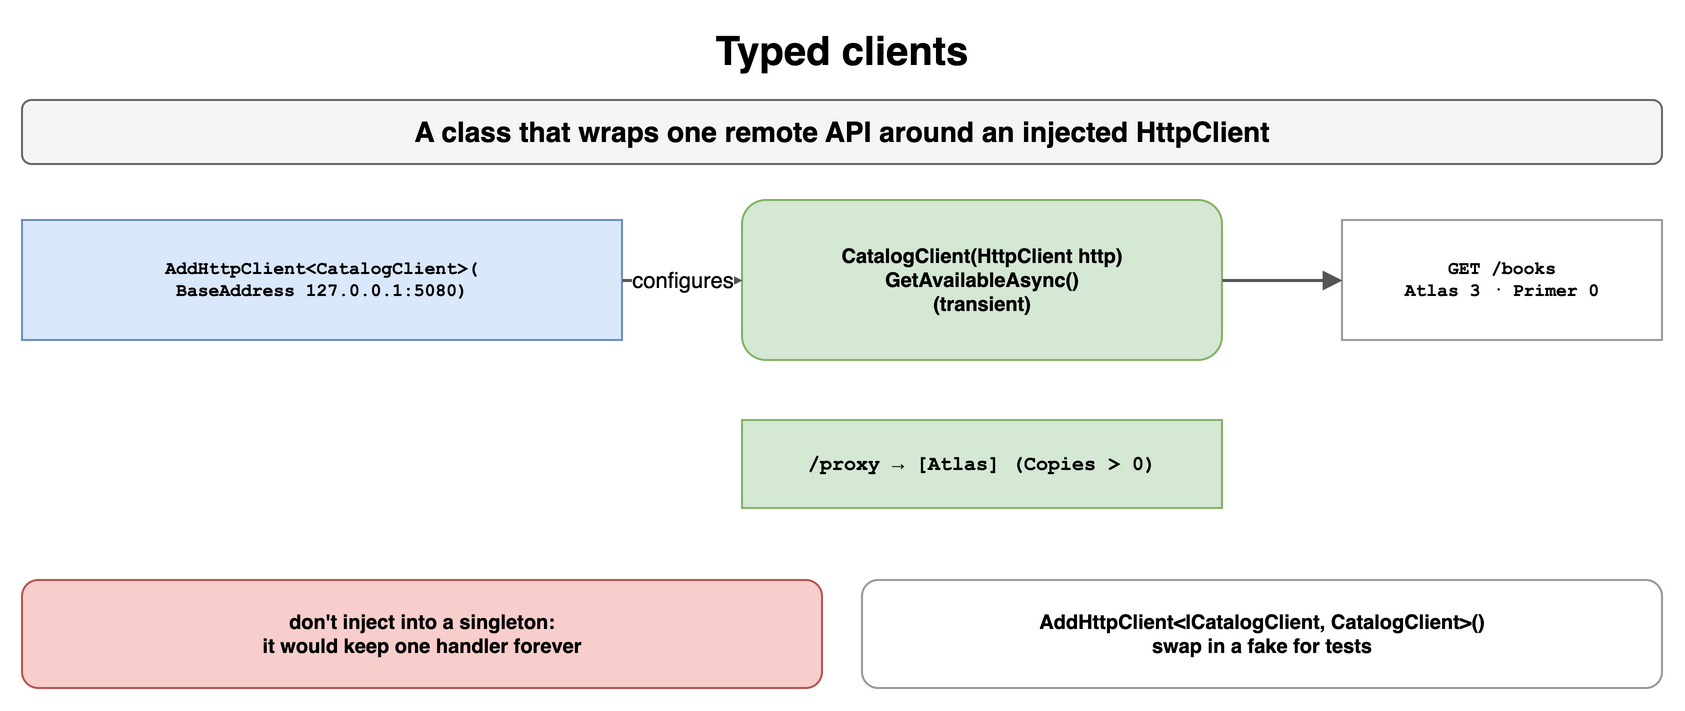 Typed clients
A class that wraps one remote API around an injected HttpClient
AddHttpClient<CatalogClient>(
BaseAddress 127.0.0.1:5080)
configures
CatalogClient(HttpClient http)
GetAvailableAsync()
(transient)
GET /books
Atlas 3 · Primer 0
/proxy → [Atlas] (Copies > 0)
don't inject into a singleton:
it would keep one handler forever
AddHttpClient<ICatalogClient, CatalogClient>()
swap in a fake for tests